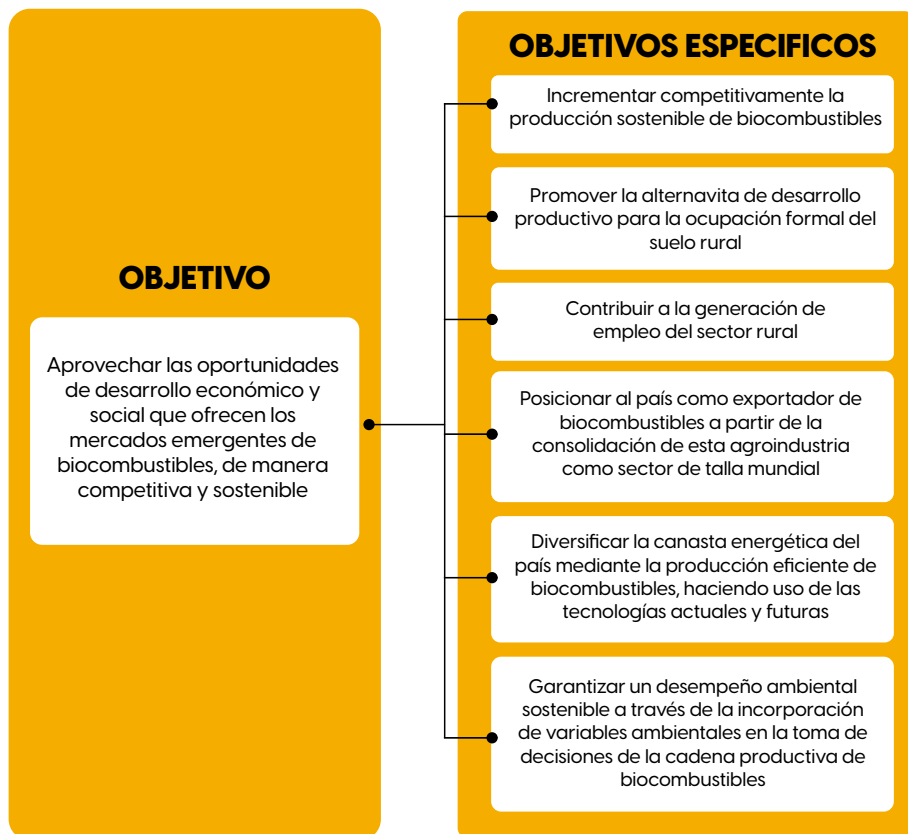 OBJETIVO
Aprovechar las oportunidades
de desarrollo económico y
social que ofrecen los
mercados emergentes de
biocombustibles, de manera
competitiva y sostenible
OBJETIVOS ESPECIFICOS
Incrementar competitivamente la
producción sostenible de biocombustibles
Promover la alternavita de desarrollo
productivo para la ocupación formal del
suelo rural
Contribuir a la generación de
empleo del sector rural
Posicionar al país como exportador de
biocombustibles a partir de la
consolidación de esta agroindustria
como sector de talla mundial
Diversificar la canasta energética del
país mediante la producción eficiente de
biocombustibles, haciendo uso de las
tecnologías actuales y futuras
Garantizar un desempeño ambiental
sostenible a través de la incorporación
de variables ambientales en la toma de
decisiones de la cadena productiva de
biocombustibles